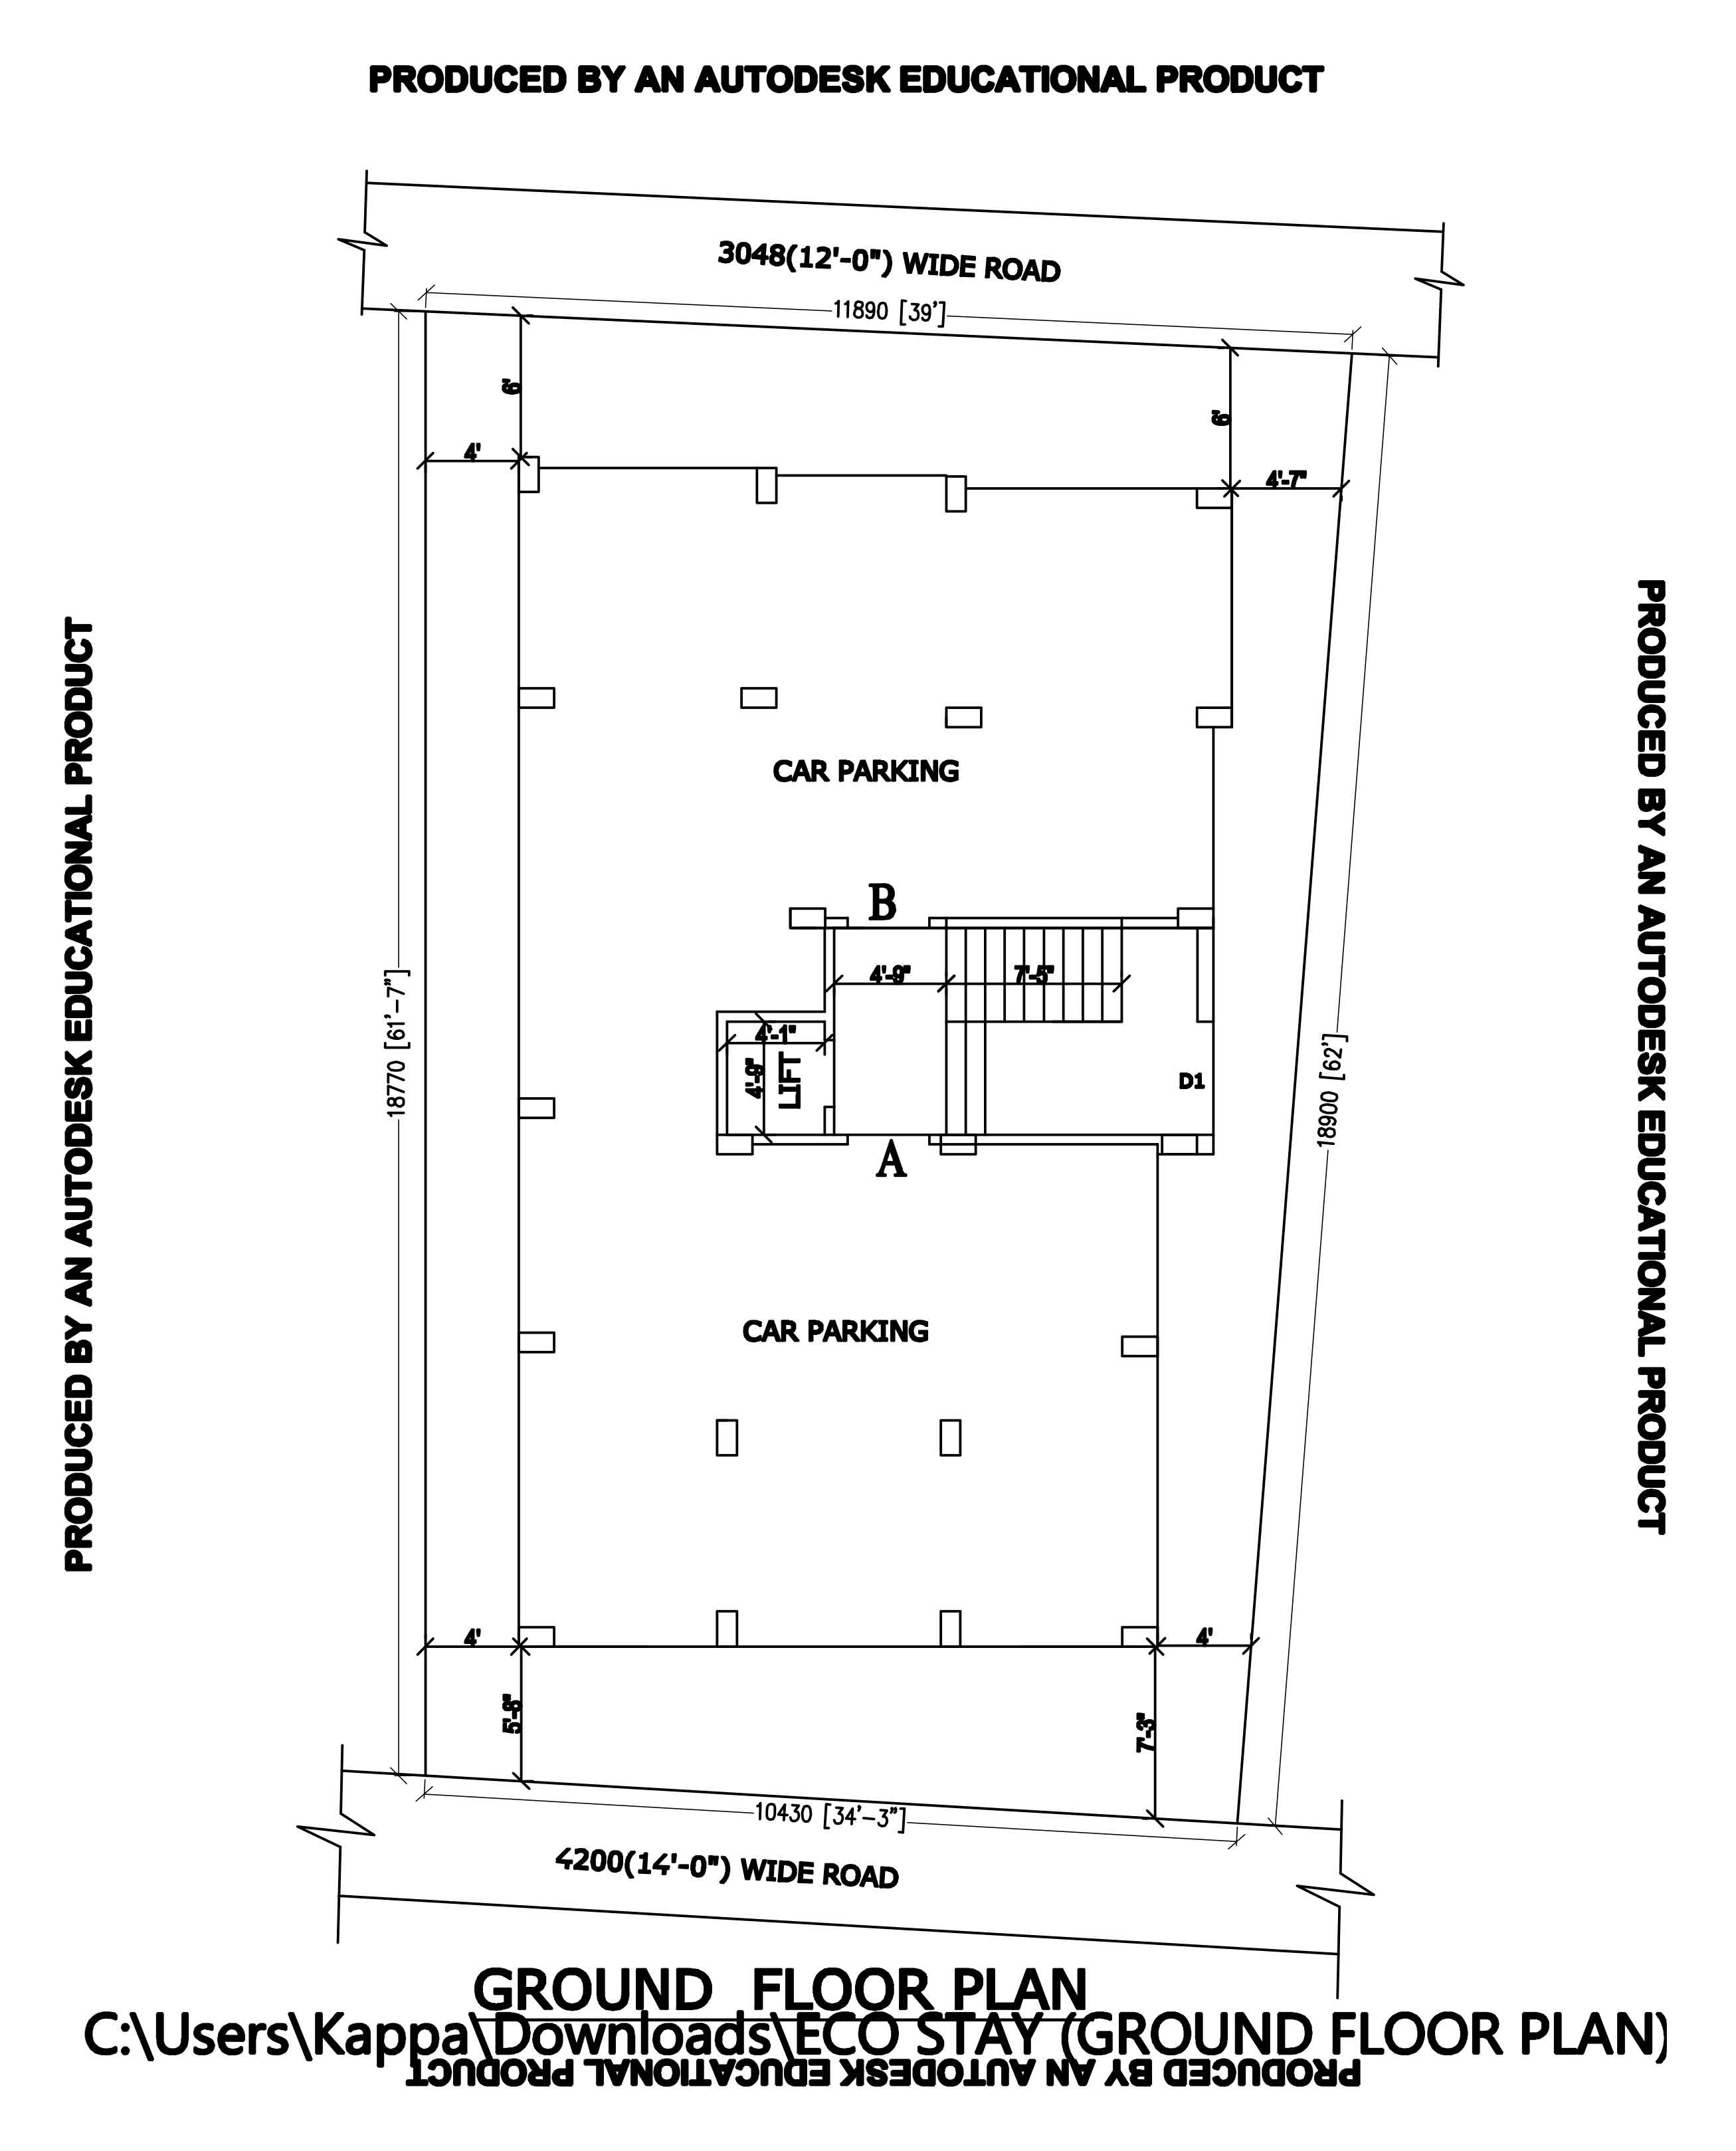 PRODUCED BY AN AUTODESK EDUCATIONAL PRODUCT
3048(12'-0") WIDE ROAD
11890 [39']
6'
6'
4'
4'-7"
PRODUCED BY AN AUTODESK EDUCATIONAL PRODUCT
PRODUCED BY AN AUTODESK EDUCATIONAL PRODUCT
CAR PARKING
B
4'-9"
7'-5"
4'-1"
4'-9"
LIFT
D1
18770 [61'-7"]
18900 [62']
A
CAR PARKING
4'
4'
5'-8"
7'-3"
10430 [34'-3"]
4200(14'-0") WIDE ROAD
GROUND FLOOR PLAN
C:\Users\Kappa\Downloads\ECO STAY (GROUND FLOOR PLAN)
PRODUCED BY AN AUTODESK EDUCATIONAL PRODUCT